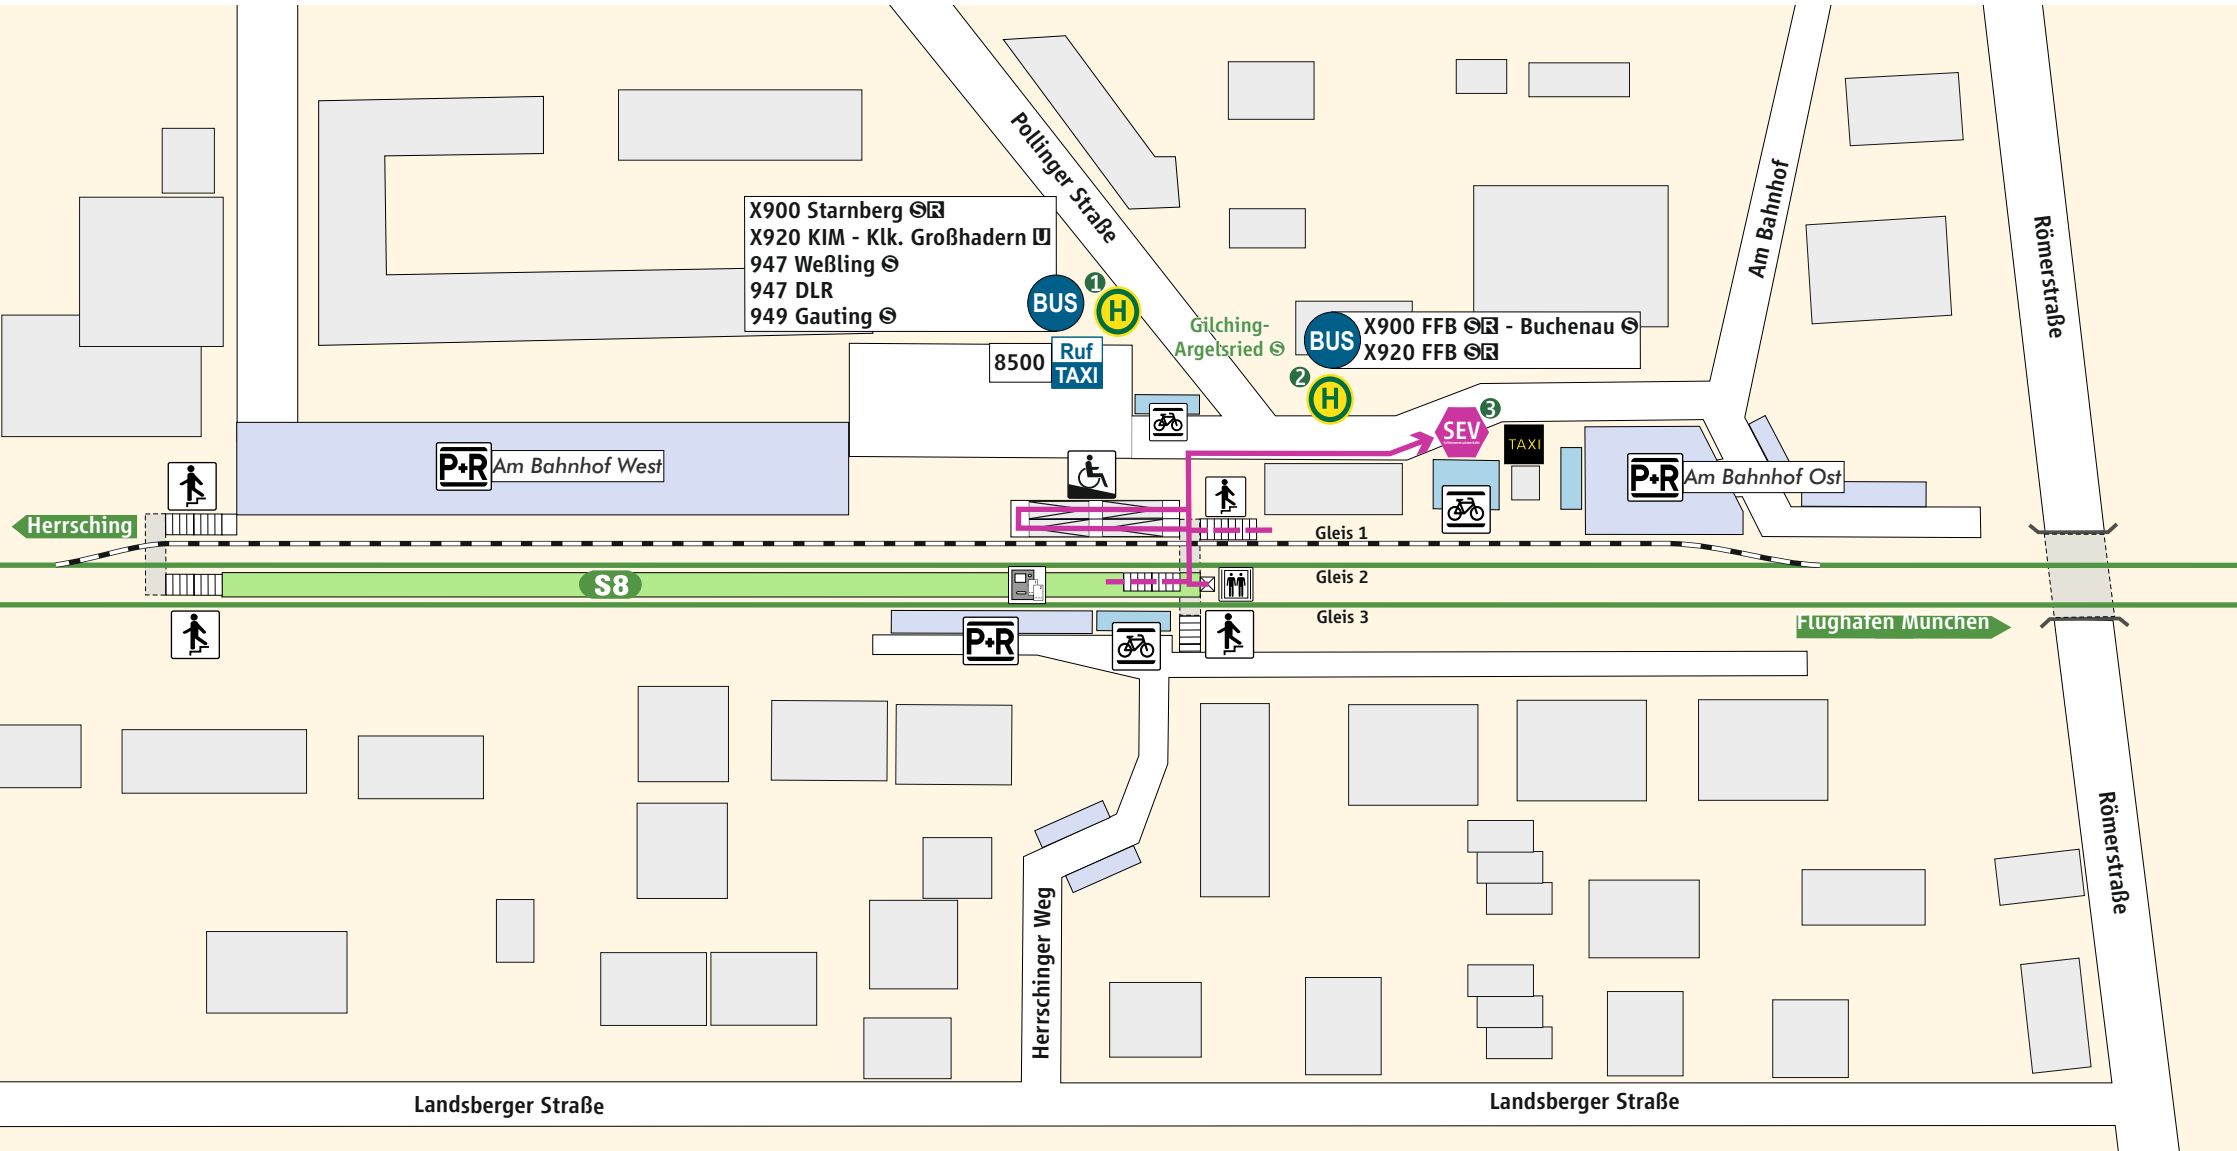 Pollinger Straße
Am Bahnhof
Römerstraße
X900 Starnberg S R
X920 KIM - Klk. Großhadern U
947 Weßling S
947 DLR
949 Gauting S
BUS
1
H
Gilching-
Argelsried S
BUS
X900 FFB S R - Buchenau S
X920 FFB S R
8500
Ruf
TAXI
2
H
3
SEV
TAXI
P+R
Am Bahnhof West
P+R
Am Bahnhof Ost
Herrsching
Gleis 1
S8
Gleis 2
Gleis 3
Flughafen München
P+R
Römerstraße
Herrschinger Weg
Landsberger Straße
Landsberger Straße